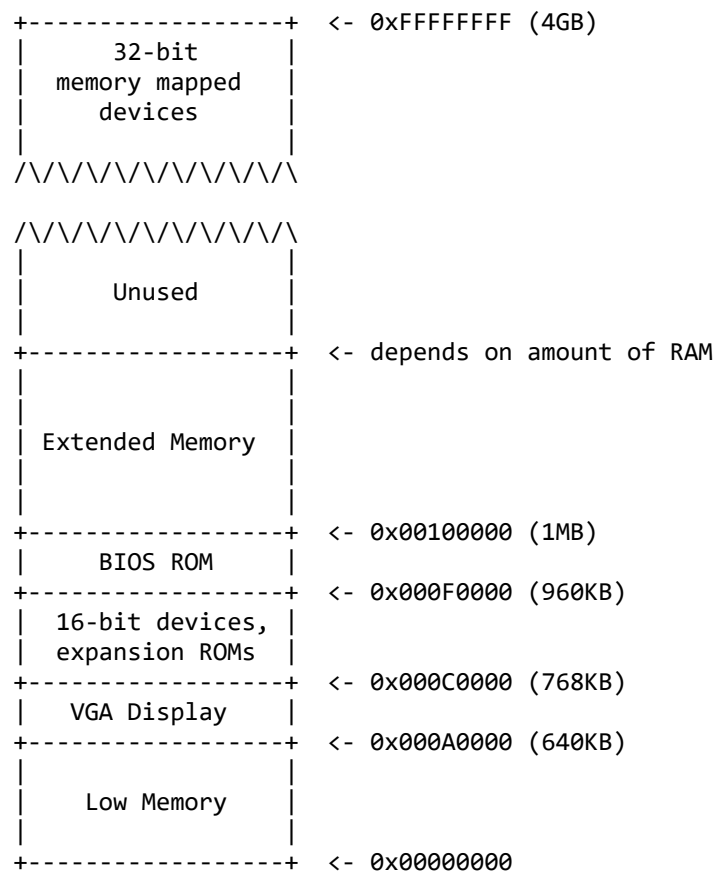 +------------------+  <- 0xFFFFFFFF (4GB)
|      32-bit      |
|  memory mapped   |
|     devices      |
|                  |
/\/\/\/\/\/\/\/\/\/\
/\/\/\/\/\/\/\/\/\/\
|                  |
|      Unused      |
|                  |
+------------------+  <- depends on amount of RAM
|                  |
|                  |
| Extended Memory  |
|                  |
|                  |
+------------------+  <- 0x00100000 (1MB)
|     BIOS ROM     |
+------------------+  <- 0x000F0000 (960KB)
|  16-bit devices, |
|  expansion ROMs  |
+------------------+  <- 0x000C0000 (768KB)
|   VGA Display    |
+------------------+  <- 0x000A0000 (640KB)
|                  |
|    Low Memory    |
|                  |
+------------------+  <- 0x00000000